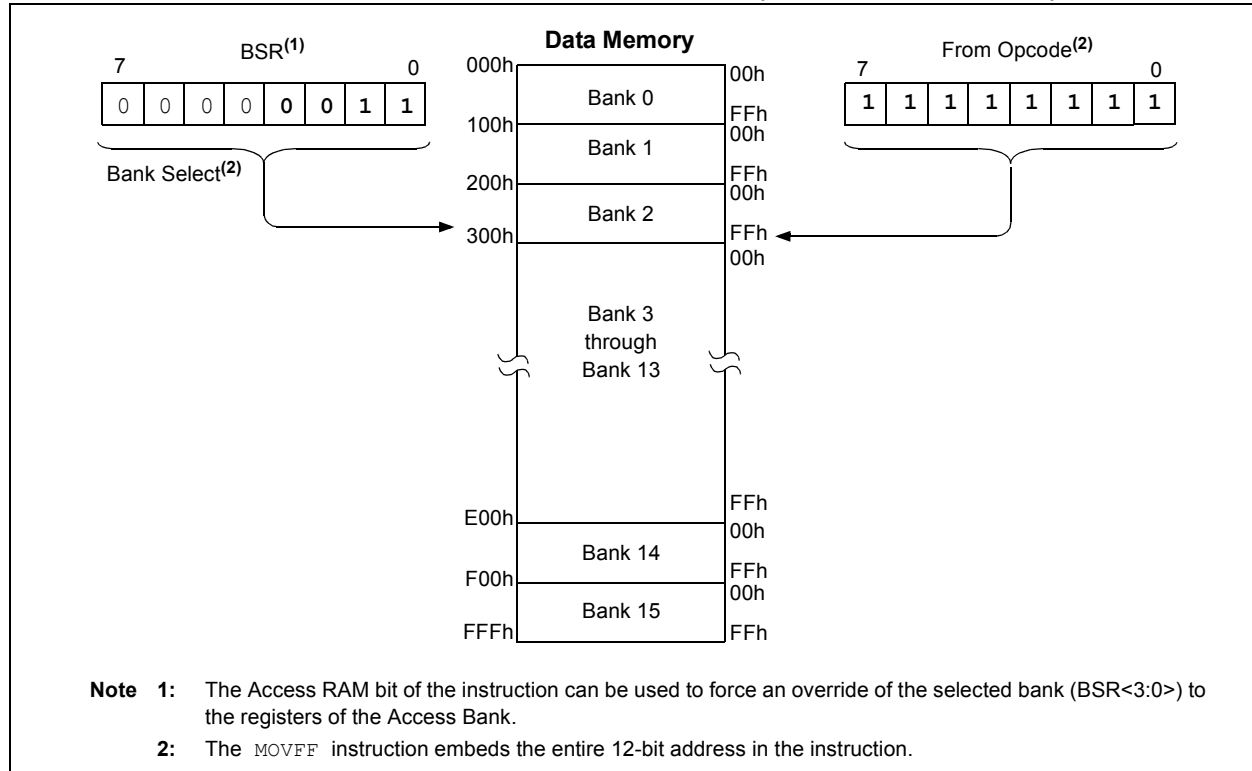 Data Memory
BSR(1)
7 0
0 0 0 0 0 0 1 1
Bank Select(2)
From Opcode(2)
7 0
1 1 1 1 1 1 1 1
000h
00h
Bank 0
FFh
100h
00h
Bank 1
FFh
200h
00h
Bank 2
FFh
300h
00h
Bank 3
through
Bank 13
FFh
E00h
00h
Bank 14
FFh
F00h
00h
Bank 15
FFFh
FFh
Note 1: The Access RAM bit of the instruction can be used to force an override of the selected bank (BSR<3:0>) to
the registers of the Access Bank.
2: The MOVFF instruction embeds the entire 12-bit address in the instruction.